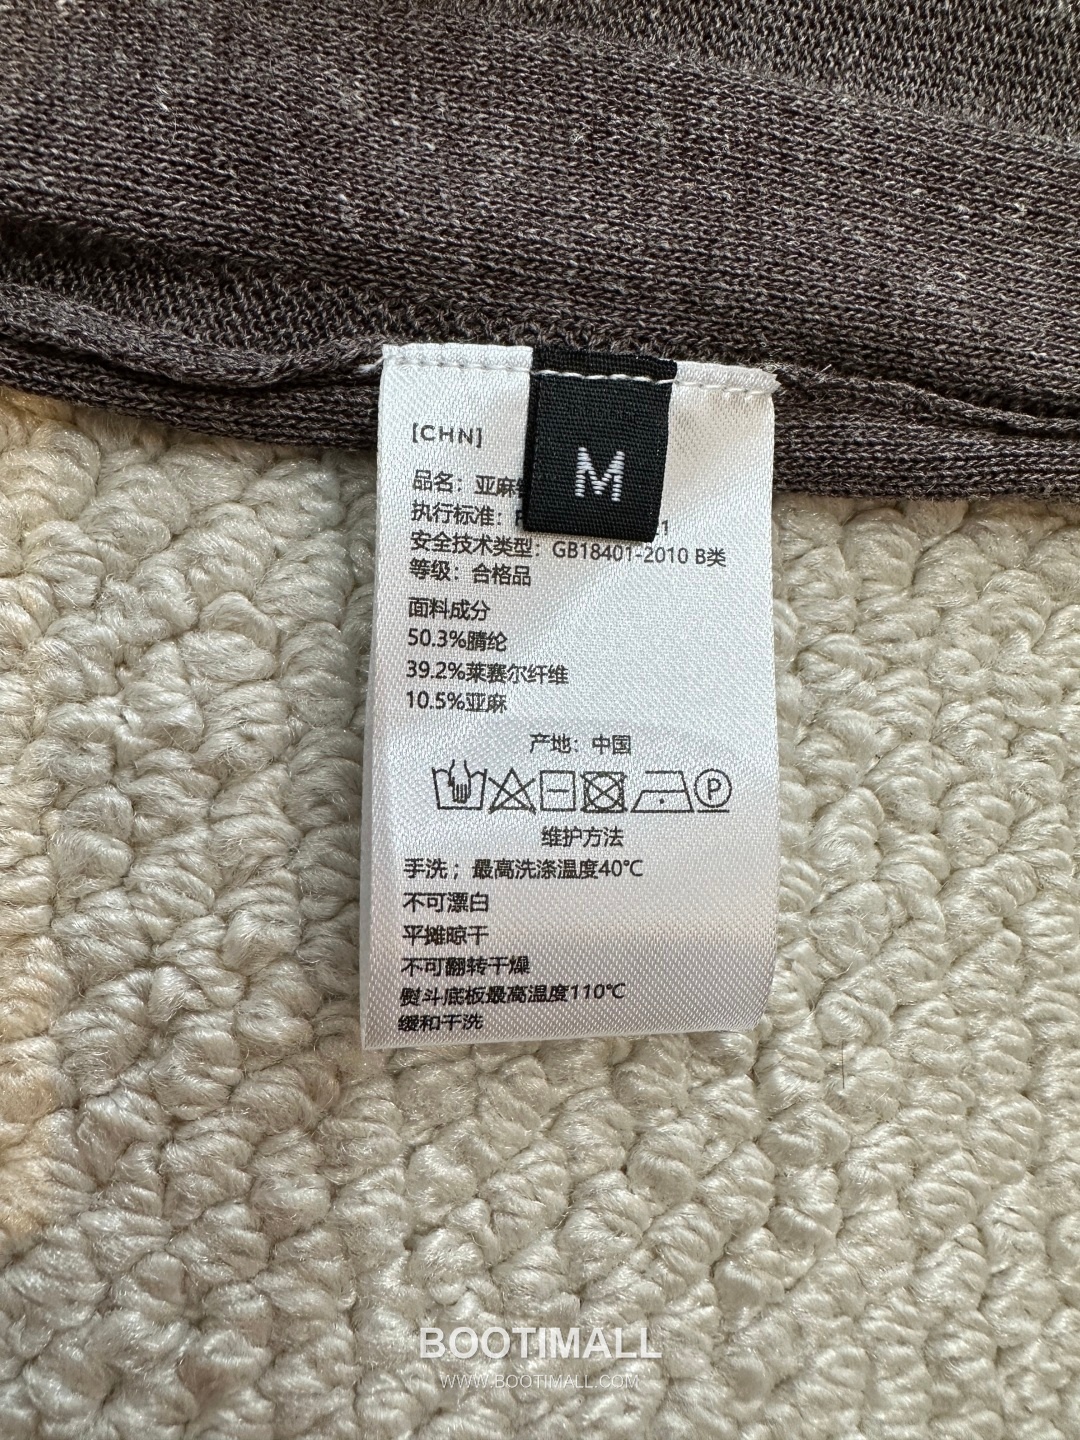 [CHN]
M
品名：亚麻
执行标准：
安全技术类型：GB18401-2010 B类
等级：合格品
面料成分
50.3%腈纶
39.2%莱赛尔纤维
10.5%亚麻
产地：中国
P
维护方法
手洗；最高洗涤温度40℃
不可漂白
平摊晾干
不可翻转干燥
熨斗底板最高温度110℃
缓和干洗
BOOTIMALL
WWW.BOOTIMALL.COM